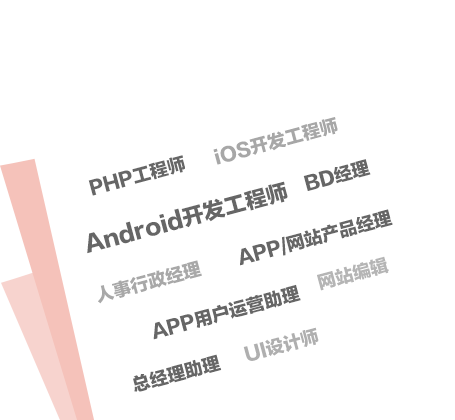 PHP工程师 iOS开发工程师
Android开发工程师 BD经理
人事行政经理 APP/网站产品经理
APP用户运营助理 网站编辑
总经理助理 UI设计师